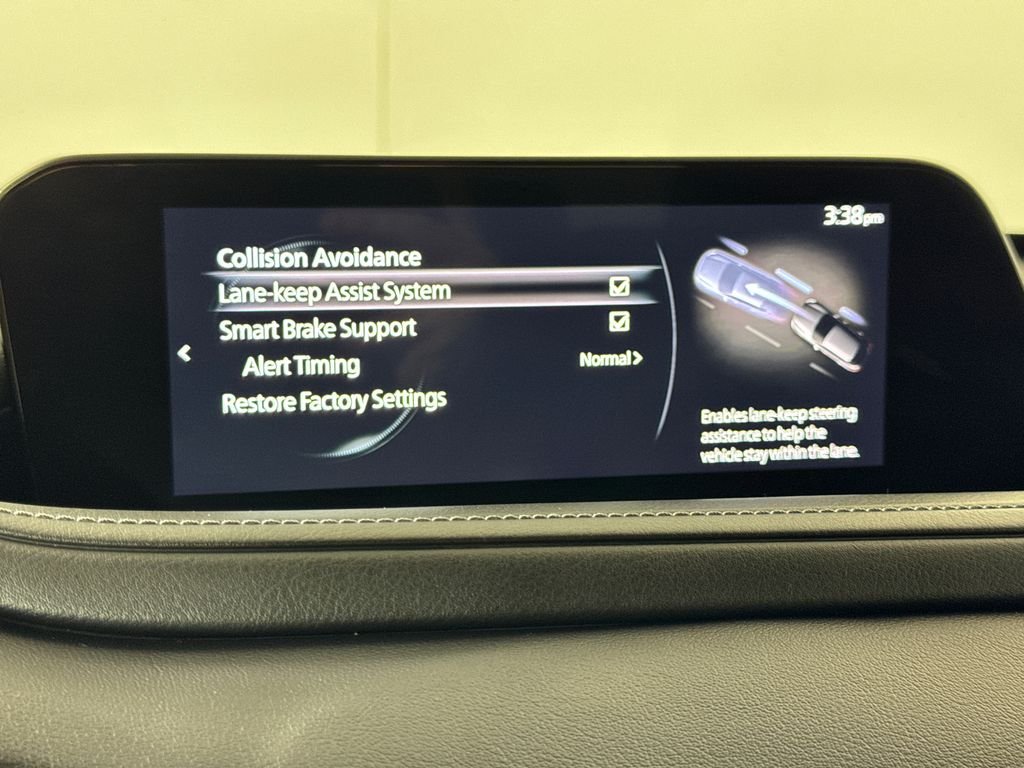 3:38pm
Collision Avoidance
Lane-keep Assist System
Smart Brake Support
Alert Timing
Normal >
Restore Factory Settings
Enables lane-keep steering
assistance to help the
vehicle stay within the lane.